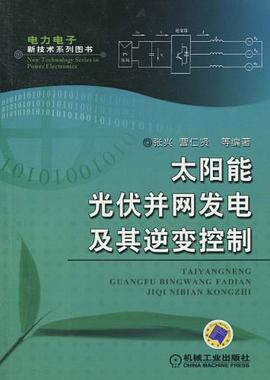 电力电子
新技术系列图书
New Technology Series in
Power Electronics
张兴 曹仁贤 等编著
太阳能
光伏并网发电
及其逆变控制
TAIYANGNENG
GUANGFU BINGWANG FADIAN
JIQI NIBIAN KONGZHI
机械工业出版社
CHINA MACHINE PRESS